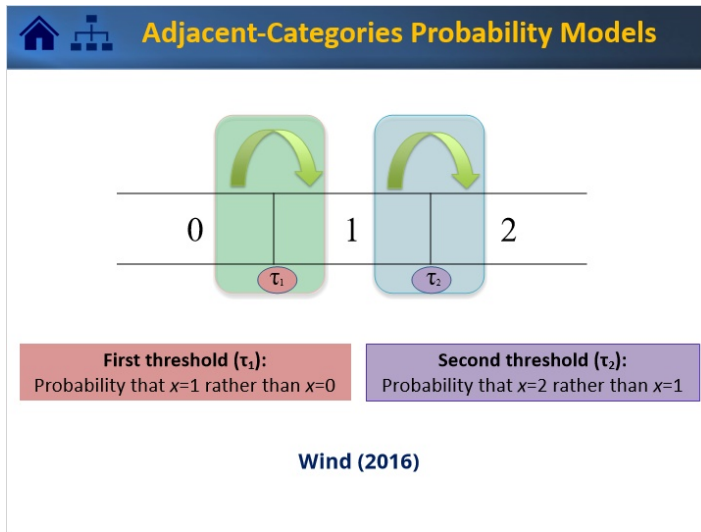 Adjacent-Categories Probability Models
0 1 2
τ₁ τ₂
First threshold (τ₁):
Probability that x=1 rather than x=0
Second threshold (τ₂):
Probability that x=2 rather than x=1
Wind (2016)